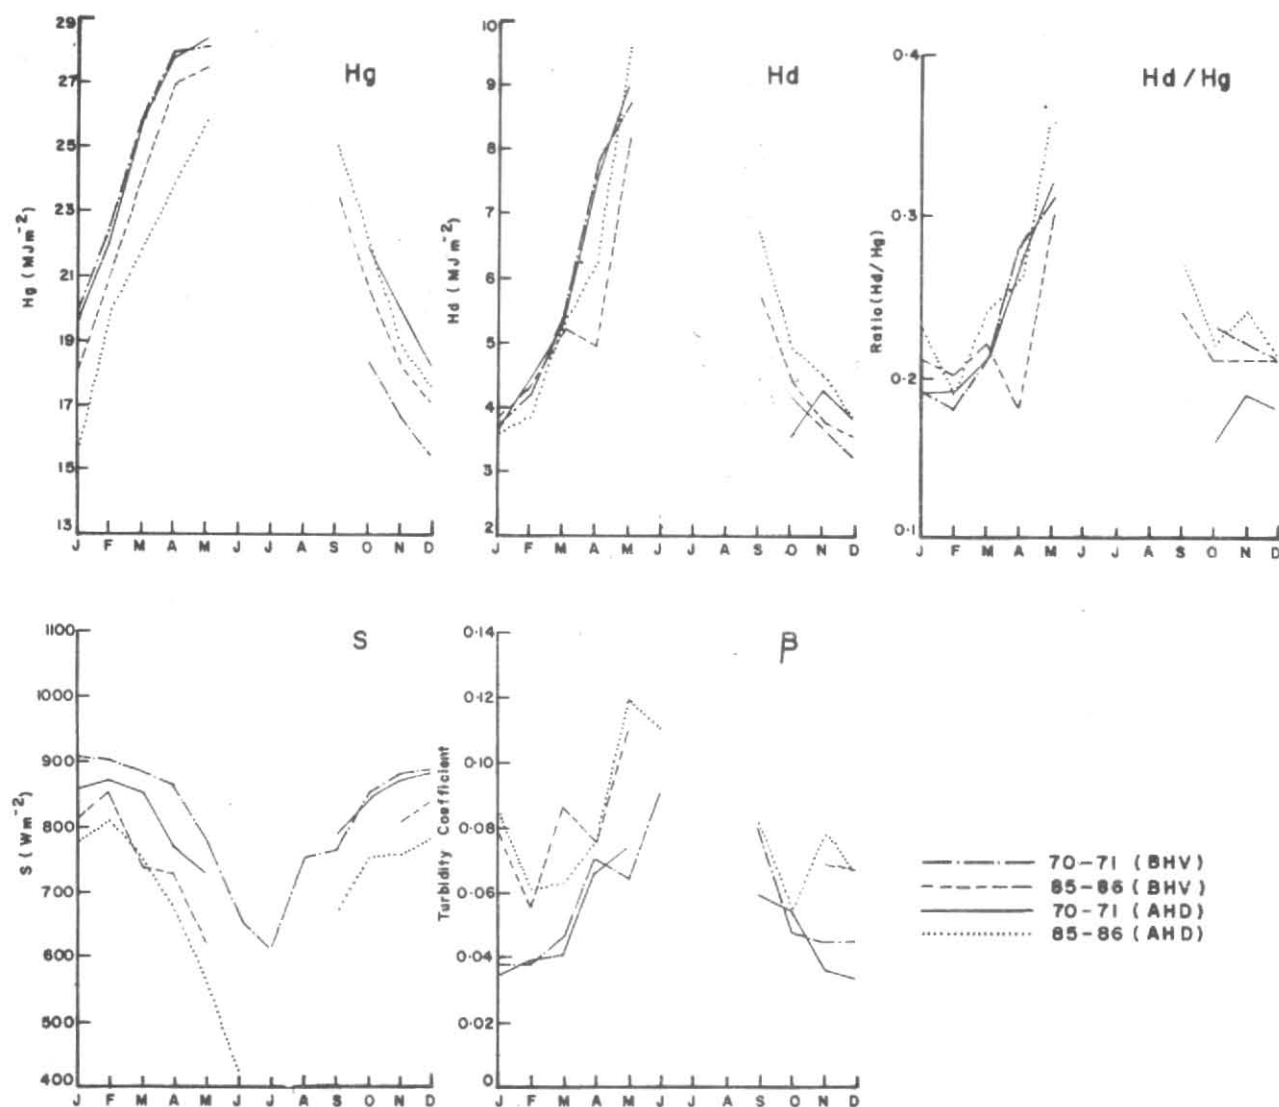 Hg
29
27
25
23
21
19
17
15
13
Hg (MJm⁻²)
J F M A M J J A S O N D
Hd
10
9
8
7
6
5
4
3
2
Hd (MJm⁻²)
J F M A M J J A S O N D
Hd/Hg
0·4
0·3
0·2
0·1
Ratio(Hd/Hg)
J F M A M J J A S O N D
S
1100
1000
900
800
700
600
500
400
S (Wm⁻²)
J F M A M J J A S O N D
β
0·14
0·12
0·10
0·08
0·06
0·04
0·02
0
Turbidity Coefficient
J F M A M J J A S O N D
70-71 (BHV)
85-86 (BHV)
70-71 (AHD)
85-86 (AHD)